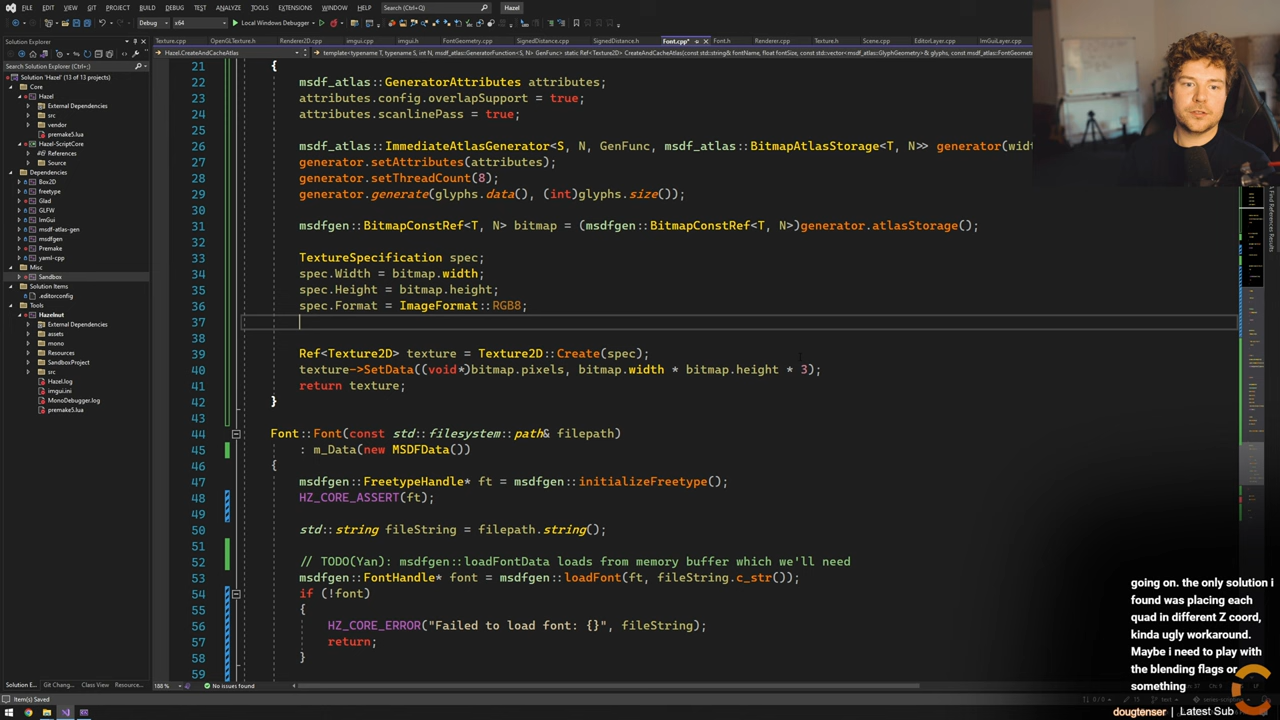 FILE EDIT VIEW GIT PROJECT BUILD DEBUG TEST ANALYZE TOOLS EXTENSIONS WINDOW HELP Search (Ctrl+Q) Hazel
Debug x64 Local Windows Debugger
Solution Explorer
Texture.cpp OpenGLTexture.h Renderer2D.h imgui.cpp imgui.h FontGeometry.cpp SignedDistance.cpp SignedDistance.h Font.cpp* Font.h Texture.h Scene.cpp EditorLayer.cpp ImGuiLayer.cpp
Hazel.CreateAndCacheAtlas
Search Solution Explorer (Ctrl+;)
Solution 'Hazel' (13 of 13 projects)
Core
Hazel
External Dependencies
src
vendor
premake5.lua
Hazel-ScriptCore
References
Source
Dependencies
Box2D
freetype
Glad
GLFW
ImGui
msdf-atlas-gen
msdfgen
Premake
yaml-cpp
Misc
Sandbox
Solution Items
.editorconfig
Tools
Hazelnut
External Dependencies
assets
mono
Resources
SandboxProject
src
Hazel.log
imgui.ini
MonoDebugger.log
premake5.lua
21 {
22 msdf_atlas::GeneratorAttributes attributes;
23 attributes.config.overlapSupport = true;
24 attributes.scanlinePass = true;
25
26 msdf_atlas::ImmediateAtlasGenerator<S, N, GenFunc, msdf_atlas::BitmapAtlasStorage<T, N>> generator(widt
27 generator.setAttributes(attributes);
28 generator.setThreadCount(8);
29 generator.generate(glyphs.data(), (int)glyphs.size());
30
31 msdfgen::BitmapConstRef<T, N> bitmap = (msdfgen::BitmapConstRef<T, N>)generator.atlasStorage();
32
33 TextureSpecification spec;
34 spec.Width = bitmap.width;
35 spec.Height = bitmap.height;
36 spec.Format = ImageFormat::RGB8;
37
38
39 Ref<Texture2D> texture = Texture2D::Create(spec);
40 texture->SetData((void*)bitmap.pixels, bitmap.width * bitmap.height * 3);
41 return texture;
42 }
43
44 Font::Font(const std::filesystem::path& filepath)
45 : m_Data(new MSDFData())
46 {
47 msdfgen::FreetypeHandle* ft = msdfgen::initializeFreetype();
48 HZ_CORE_ASSERT(ft);
49
50 std::string fileString = filepath.string();
51
52 // TODO(Yan): msdfgen::loadFontData loads from memory buffer which we'll need
53 msdfgen::FontHandle* font = msdfgen::loadFont(ft, fileString.c_str());
54 if (!font)
55 {
56 HZ_CORE_ERROR("Failed to load font: {}", fileString);
57 return;
58 }
59
going on. the only solution i
found was placing each
quad in different Z coord,
kinda ugly workaround.
Maybe i need to play with
the blending flags or
something
dougtenser | Latest Sub
Find References Results
Solution E... Git Chang... Class View Resource...
188 % No issues found
Item(s) Saved